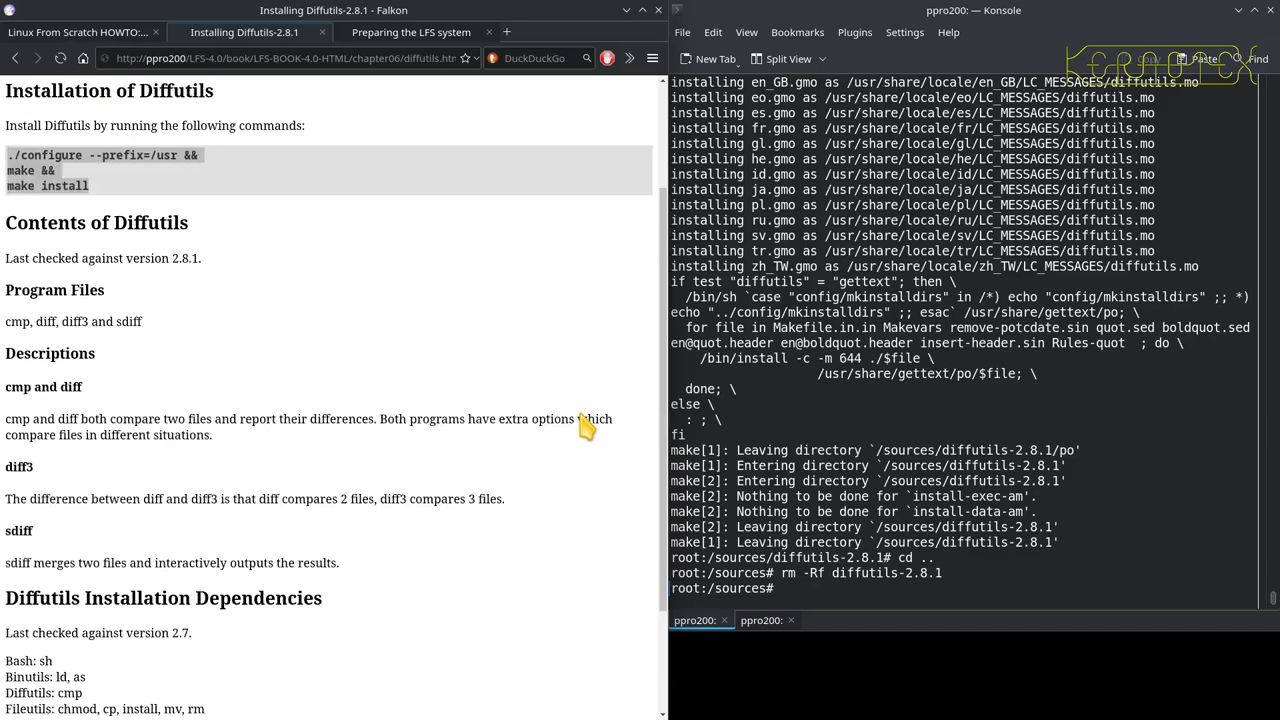 Installing Diffutils-2.8.1 - Falkon
Linux From Scratch HOWTO:...
Installing Diffutils-2.8.1
Preparing the LFS system
http://ppro200/LFS-4.0/book/LFS-BOOK-4.0-HTML/chapter06/diffutils.htm
DuckDuckGo
Installation of Diffutils
Install Diffutils by running the following commands:
./configure --prefix=/usr &&
make &&
make install
Contents of Diffutils
Last checked against version 2.8.1.
Program Files
cmp, diff, diff3 and sdiff
Descriptions
cmp and diff
cmp and diff both compare two files and report their differences. Both programs have extra options which
compare files in different situations.
diff3
The difference between diff and diff3 is that diff compares 2 files, diff3 compares 3 files.
sdiff
sdiff merges two files and interactively outputs the results.
Diffutils Installation Dependencies
Last checked against version 2.7.
Bash: sh
Binutils: ld, as
Diffutils: cmp
Fileutils: chmod, cp, install, mv, rm
ppro200: — Konsole
File Edit View Bookmarks Plugins Settings Help
New Tab Split View Copy Paste Find
installing en_GB.gmo as /usr/share/locale/en_GB/LC_MESSAGES/diffutils.mo
installing eo.gmo as /usr/share/locale/eo/LC_MESSAGES/diffutils.mo
installing es.gmo as /usr/share/locale/es/LC_MESSAGES/diffutils.mo
installing fr.gmo as /usr/share/locale/fr/LC_MESSAGES/diffutils.mo
installing gl.gmo as /usr/share/locale/gl/LC_MESSAGES/diffutils.mo
installing he.gmo as /usr/share/locale/he/LC_MESSAGES/diffutils.mo
installing id.gmo as /usr/share/locale/id/LC_MESSAGES/diffutils.mo
installing ja.gmo as /usr/share/locale/ja/LC_MESSAGES/diffutils.mo
installing pl.gmo as /usr/share/locale/pl/LC_MESSAGES/diffutils.mo
installing ru.gmo as /usr/share/locale/ru/LC_MESSAGES/diffutils.mo
installing sv.gmo as /usr/share/locale/sv/LC_MESSAGES/diffutils.mo
installing tr.gmo as /usr/share/locale/tr/LC_MESSAGES/diffutils.mo
installing zh_TW.gmo as /usr/share/locale/zh_TW/LC_MESSAGES/diffutils.mo
if test "diffutils" = "gettext"; then \
/bin/sh `case "config/mkinstalldirs" in /*) echo "config/mkinstalldirs" ;; *)
echo "../config/mkinstalldirs" ;; esac` /usr/share/gettext/po; \
for file in Makefile.in.in Makevars remove-potcdate.sin quot.sed boldquot.sed
en@quot.header en@boldquot.header insert-header.sin Rules-quot ; do \
/bin/install -c -m 644 ./$file \
/usr/share/gettext/po/$file; \
done; \
else \
: ; \
fi
make[1]: Leaving directory `/sources/diffutils-2.8.1/po'
make[1]: Entering directory `/sources/diffutils-2.8.1'
make[2]: Entering directory `/sources/diffutils-2.8.1'
make[2]: Nothing to be done for `install-exec-am'.
make[2]: Nothing to be done for `install-data-am'.
make[2]: Leaving directory `/sources/diffutils-2.8.1'
make[1]: Leaving directory `/sources/diffutils-2.8.1'
root:/sources/diffutils-2.8.1# cd ..
root:/sources# rm -Rf diffutils-2.8.1
root:/sources#
ppro200:
ppro200: